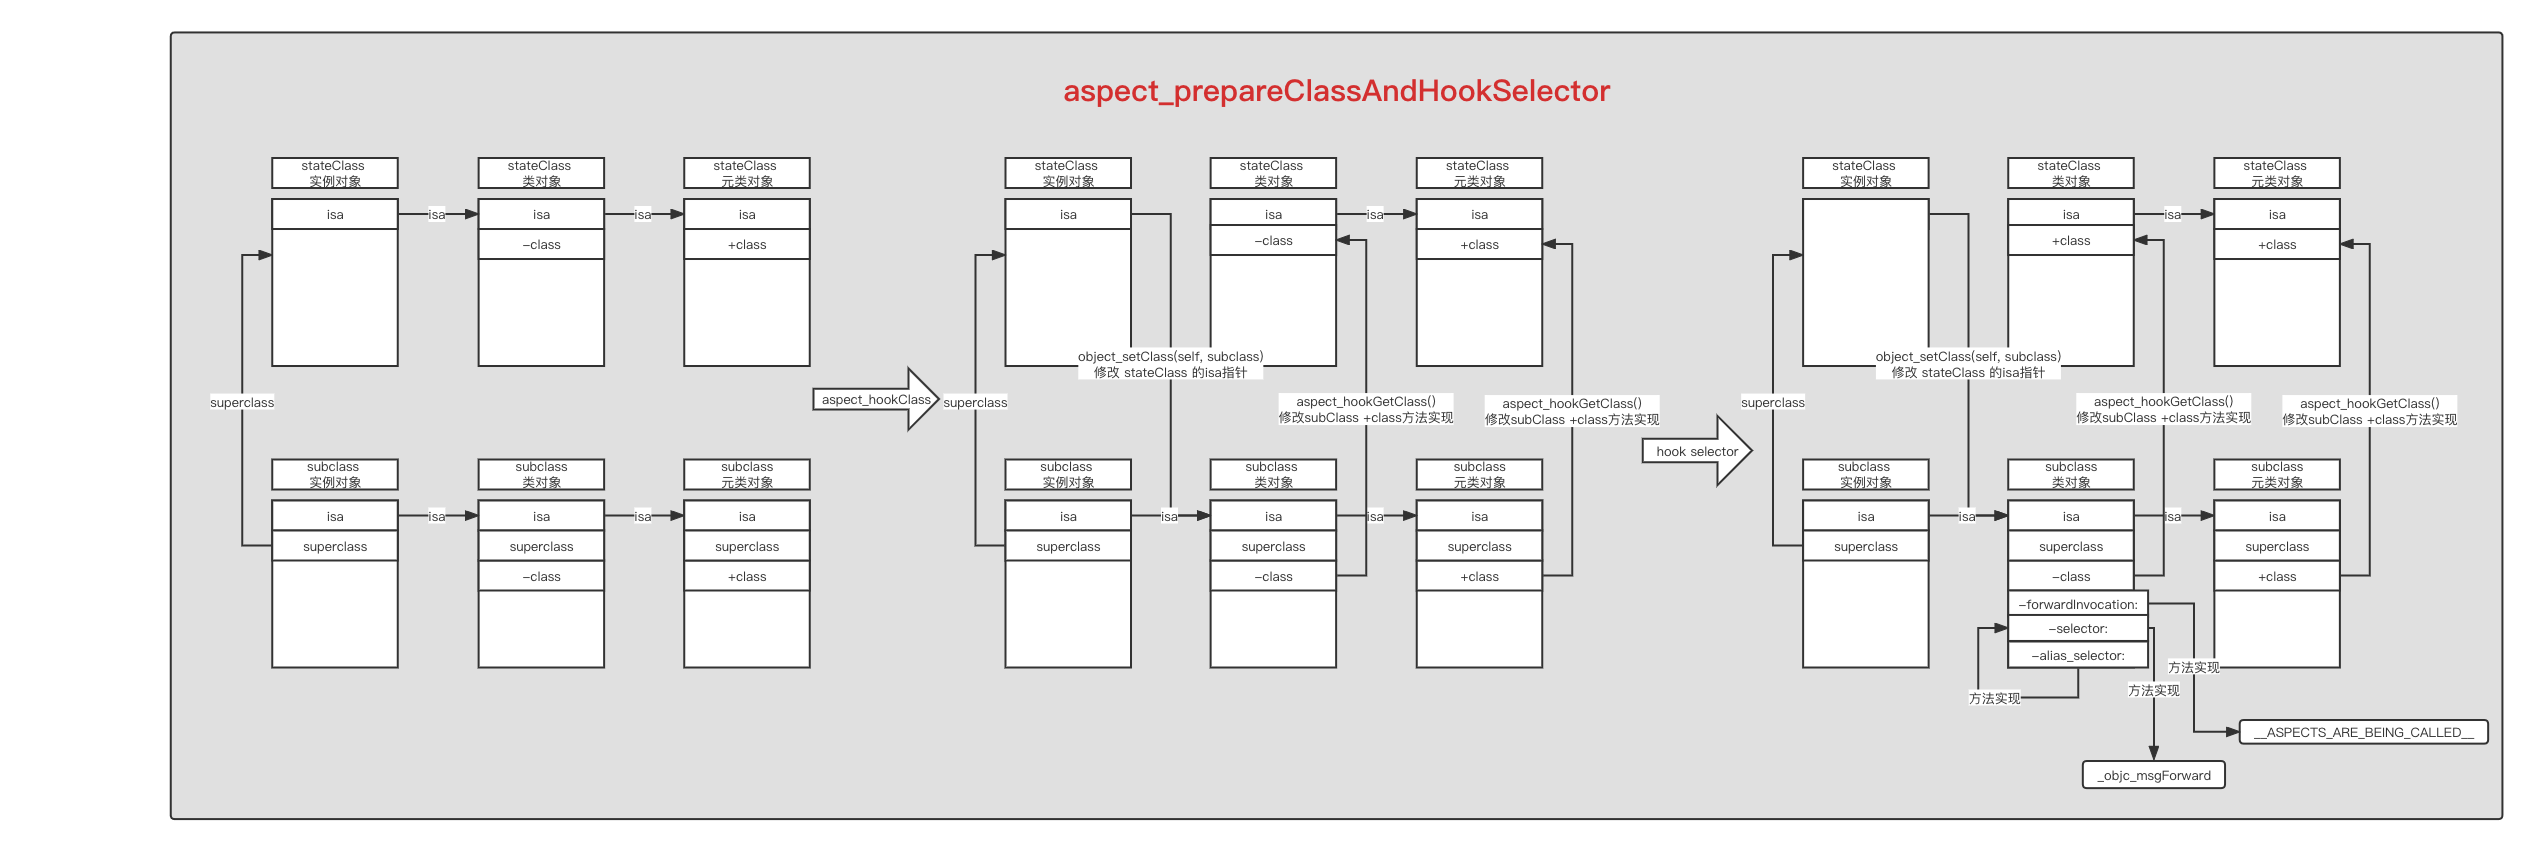 aspect_prepareClassAndHookSelector
stateClass
实例对象
isa
isa
stateClass
类对象
isa
-class
isa
stateClass
元类对象
isa
+class
superclass
subclass
实例对象
isa
superclass
isa
subclass
类对象
isa
superclass
-class
isa
subclass
元类对象
isa
superclass
+class
aspect_hookClass
stateClass
实例对象
isa
stateClass
类对象
isa
-class
isa
stateClass
元类对象
isa
+class
object_setClass(self, subclass)
修改 stateClass 的isa指针
superclass
aspect_hookGetClass()
修改subClass +class方法实现
aspect_hookGetClass()
修改subClass +class方法实现
subclass
实例对象
isa
superclass
isa
subclass
类对象
isa
superclass
-class
isa
subclass
元类对象
isa
superclass
+class
hook selector
stateClass
实例对象
stateClass
类对象
isa
+class
isa
stateClass
元类对象
isa
+class
object_setClass(self, subclass)
修改 stateClass 的isa指针
superclass
aspect_hookGetClass()
修改subClass +class方法实现
aspect_hookGetClass()
修改subClass +class方法实现
subclass
实例对象
isa
superclass
isa
subclass
类对象
isa
superclass
-class
-forwardInvocation:
-selector:
-alias_selector:
isa
subclass
元类对象
isa
superclass
+class
方法实现
方法实现
方法实现
__ASPECTS_ARE_BEING_CALLED__
_objc_msgForward